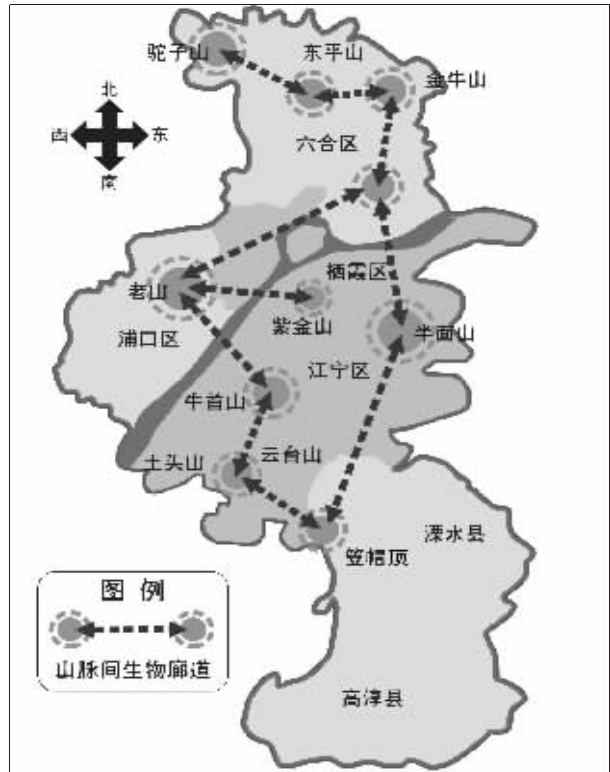 驼子山
东平山
金牛山
北
西
东
南
六合区
栖霞区
老山
紫金山
半面山
浦口区
江宁区
牛首山
土头山
云台山
笠帽顶
溧水县
图 例
山脉间生物廊道
高淳县